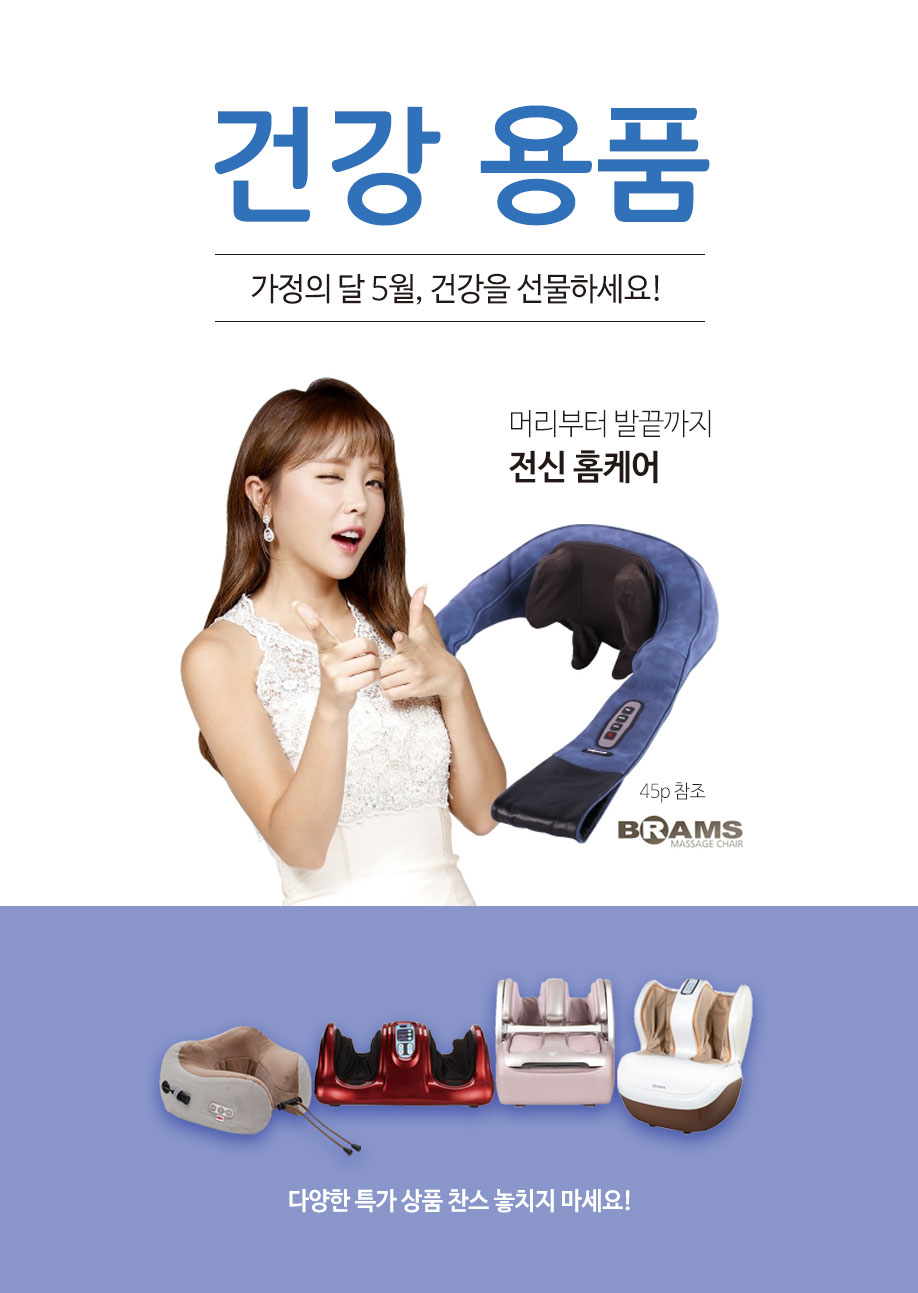 건강 용품
가정의 달 5월, 건강을 선물하세요!
머리부터 발끝까지
전신 홈케어
45p 참조
BRAMS
MASSAGE CHAIR
다양한 특가 상품 찬스 놓치지 마세요!